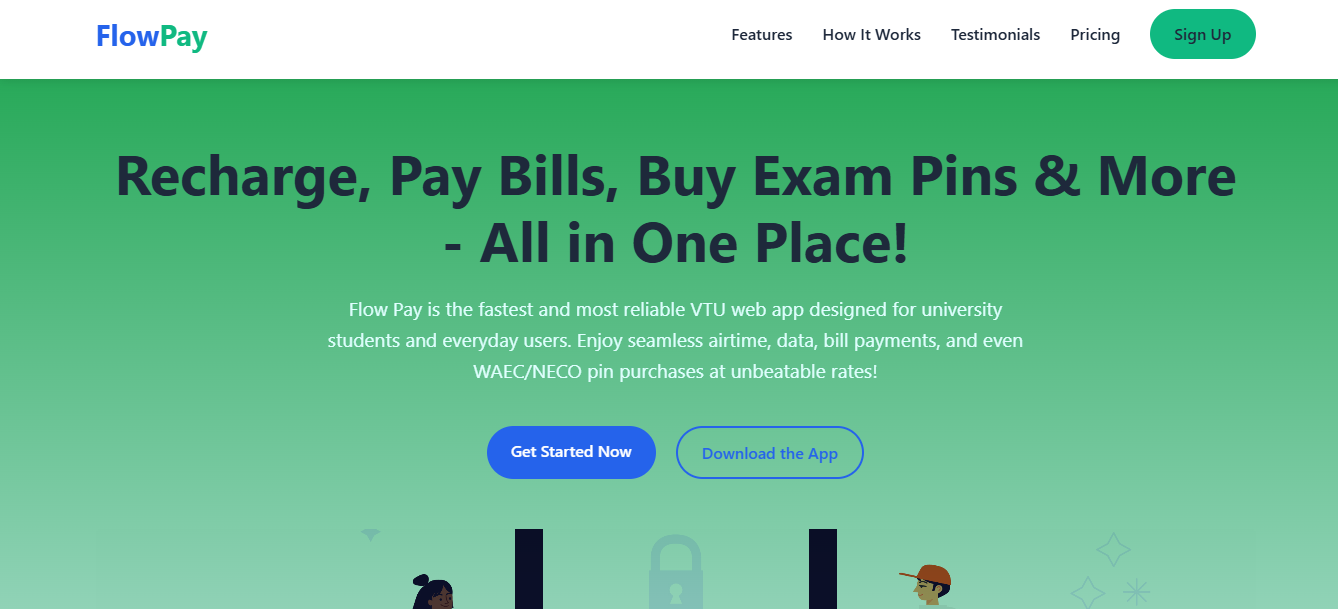 FlowPay
Features
How It Works
Testimonials
Pricing
Sign Up
Recharge, Pay Bills, Buy Exam Pins & More
- All in One Place!
Flow Pay is the fastest and most reliable VTU web app designed for university
students and everyday users. Enjoy seamless airtime, data, bill payments, and even
WAEC/NECO pin purchases at unbeatable rates!
Get Started Now
Download the App